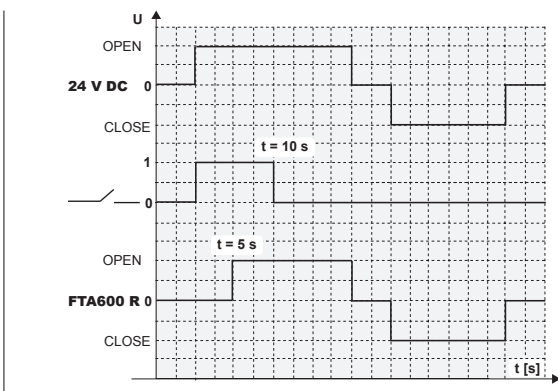 U
OPEN
24 V DC 0
CLOSE
t = 10 s
1
0
t = 5 s
OPEN
FTA600 R 0
CLOSE
t [s]